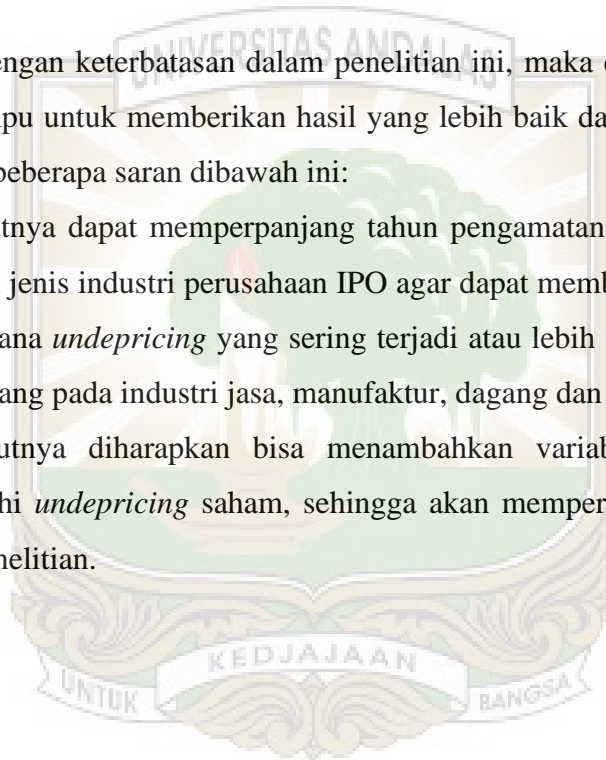 UNIVERSITAS ANDALAS
engan keterbatasan dalam penelitian ini, maka
pu untuk memberikan hasil yang lebih baik da
beberapa saran dibawah ini:
tnya dapat memperpanjang tahun pengamatan
jenis industri perusahaan IPO agar dapat memb
ana undepricing yang sering terjadi atau lebih
ang pada industri jasa, manufaktur, dagang dan
utnya diharapkan bisa menambahkan variab
hi undepricing saham, sehingga akan memper
nelitian.
KEDJAJAAN
UNTUK
BANGSA